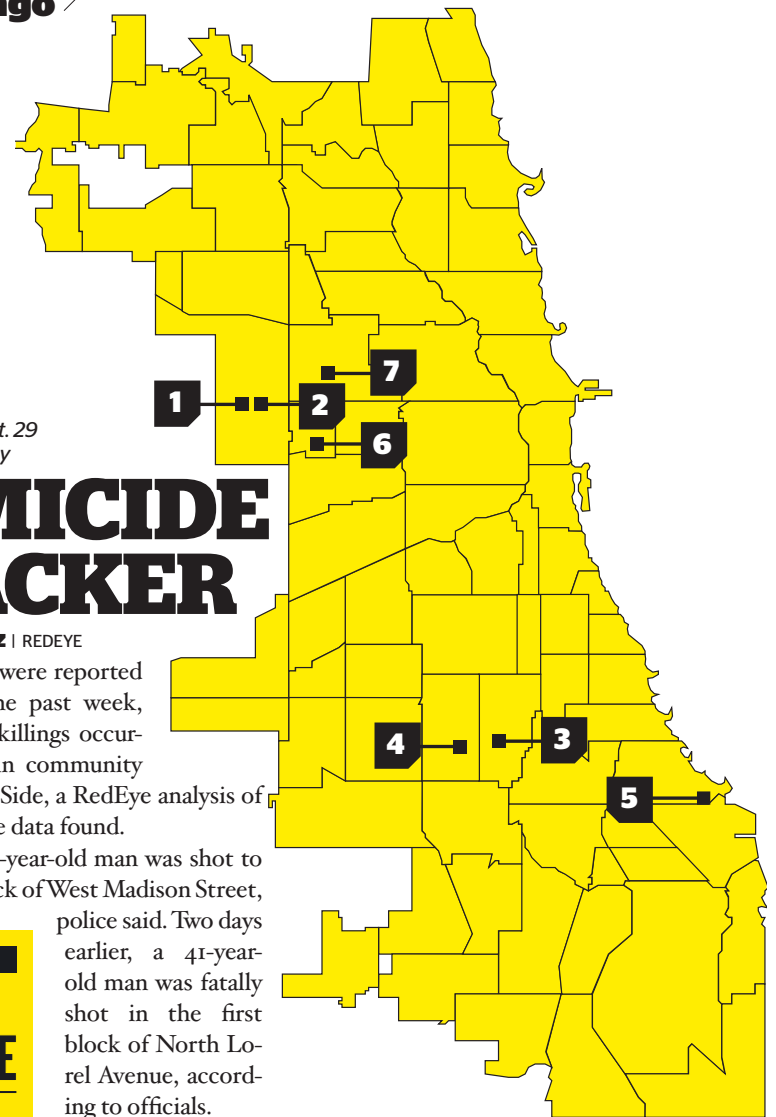 ago
7
1
2
t. 29
y
6
MICIDE
ACKER
z | REDEYE
were reported
he past week,
killings occur-
in community
Side, a RedEye analysis of
e data found.
-year-old man was shot to
ck of West Madison Street,
police said. Two days
earlier, a 41-year-
old man was fatally
shot in the first
block of North Lo-
rel Avenue, accord-
ing to officials.
4
3
5
E